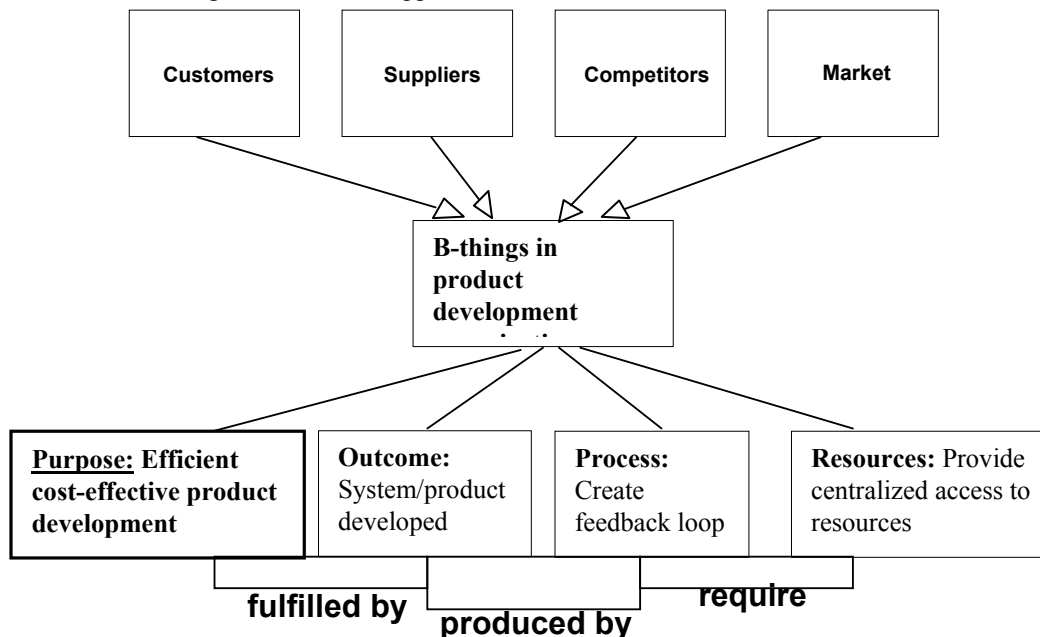 Customers
Suppliers
Competitors
Market
B-things in
product
development
Purpose: Efficient
cost-effective product
development
Outcome:
System/product
developed
Process:
Create
feedback loop
Resources: Provide
centralized access to
resources
fulfilled by
produced by
require